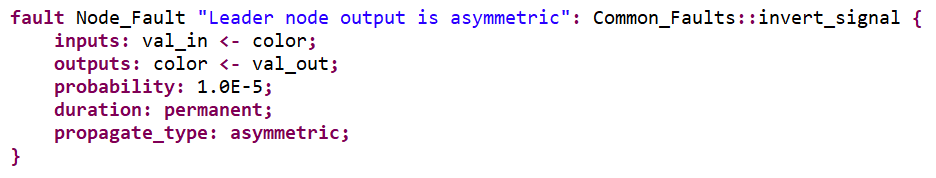 fault Node_Fault "Leader node output is asymmetric": Common_Faults::invert_signal {
    inputs: val_in <- color;
    outputs: color <- val_out;
    probability: 1.0E-5;
    duration: permanent;
    propagate_type: asymmetric;
}